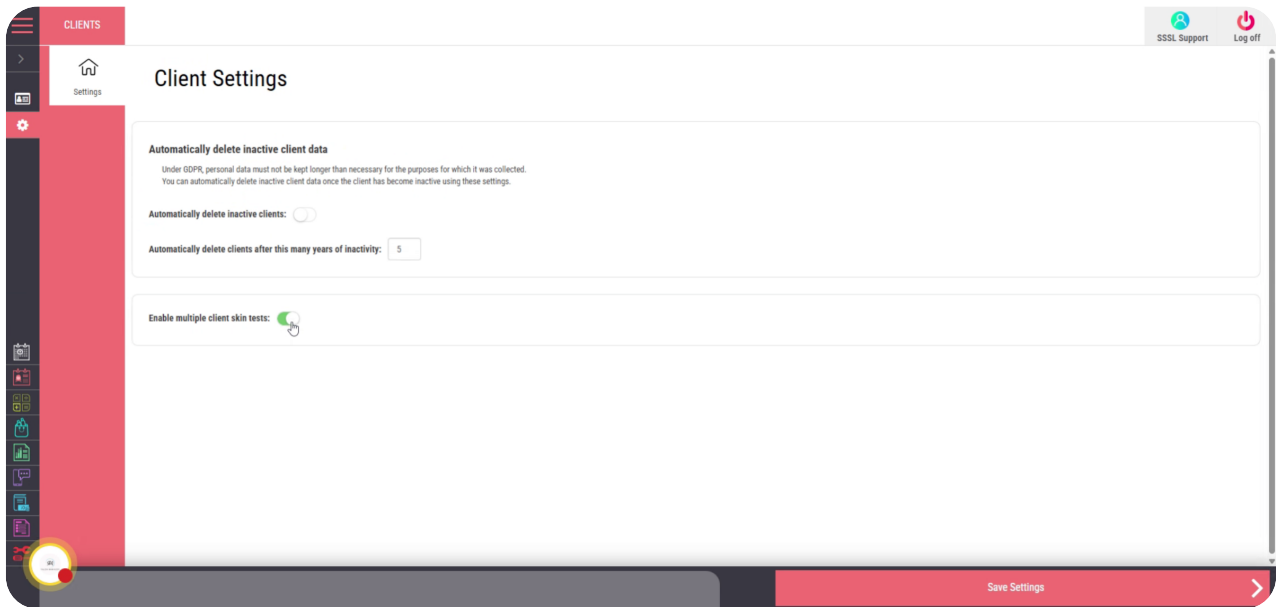 CLIENTS
SSSL Support
Log off
Settings
Client Settings
Automatically delete inactive client data
Under GDPR, personal data must not be kept longer than necessary for the purposes for which it was collected.
You can automatically delete inactive client data once the client has become inactive using these settings.
Automatically delete inactive clients:
Automatically delete clients after this many years of inactivity: 5
Enable multiple client skin tests:
Save Settings